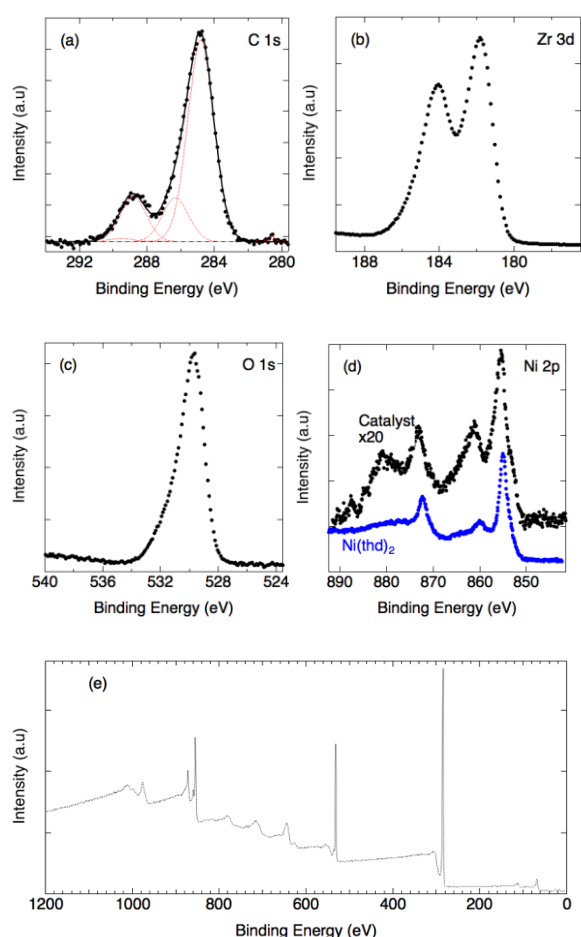 (a) C 1s
Intensity (a.u)
292 288 284 280
Binding Energy (eV)
(b) Zr 3d
Intensity (a.u)
188 184 180
Binding Energy (eV)
(c) O 1s
Intensity (a.u)
540 536 532 528 524
Binding Energy (eV)
(d) Ni 2p
Catalyst
x20
Ni(thd)2
Intensity (a.u)
890 880 870 860 850
Binding Energy (eV)
(e)
Intensity (a.u)
1200 1000 800 600 400 200 0
Binding Energy (eV)